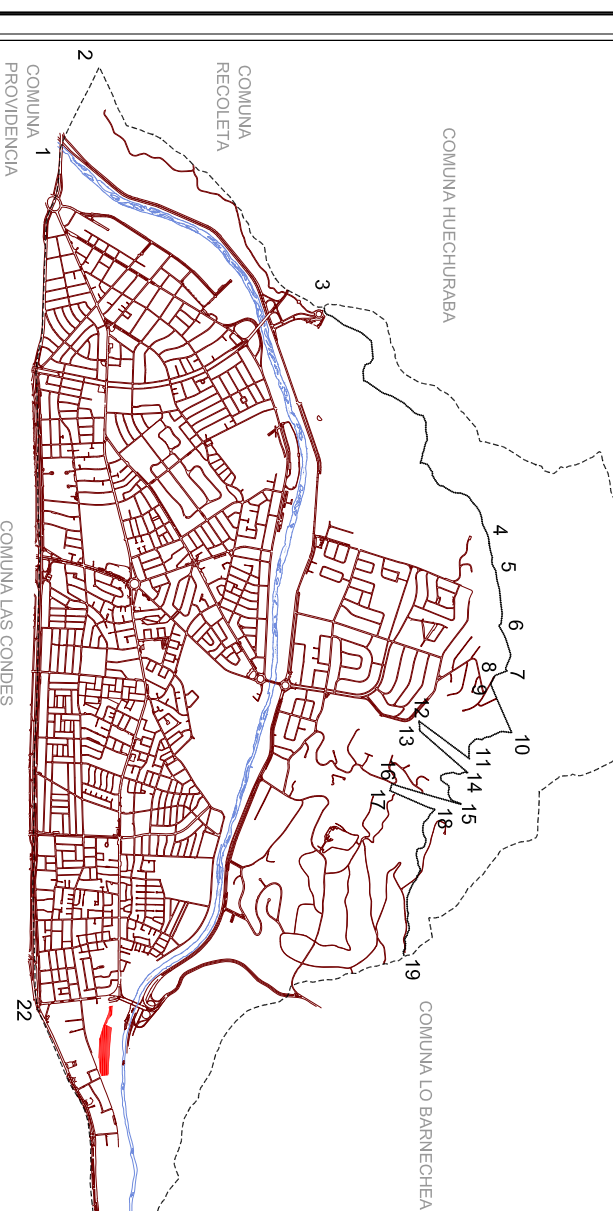 COMUNA
PROVIDENCIA
COMUNA
RECOLETA
COMUNA HUECHURABA
COMUNA LAS CONDES
COMUNA LO BARNECHEA
1
2
3
4
5
6
7
8
9
10
11
12
13
14
15
16
17
18
19
22